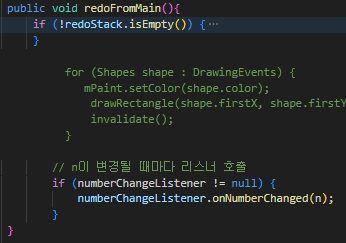 public void redoFromMain(){
if (!redoStack.isEmpty()) {···
}
for (Shapes shape : DrawingEvents) {
mPaint.setColor(shape.color);
drawRectangle(shape.firstX, shape.firstY
invalidate();
}
// n이 변경될 때마다 리스너 호출
if (numberChangeListener != null) {
numberChangeListener.onNumberChanged(n);
}
}